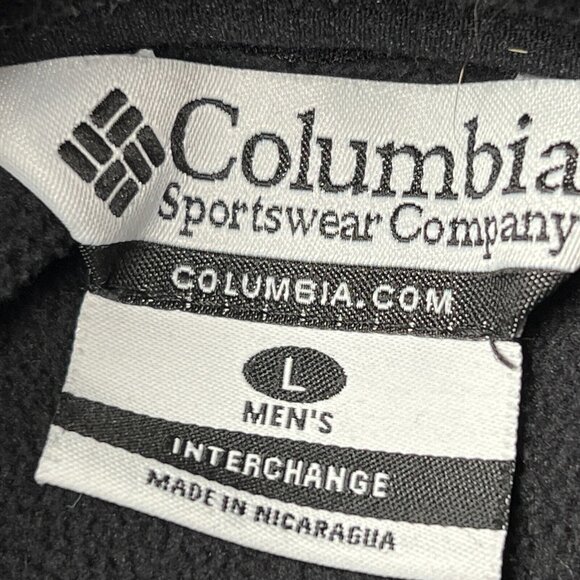 Columbia
Sportswear Company
COLUMBIA.COM
L
MEN'S
INTERCHANGE
MADE IN NICARAGUA